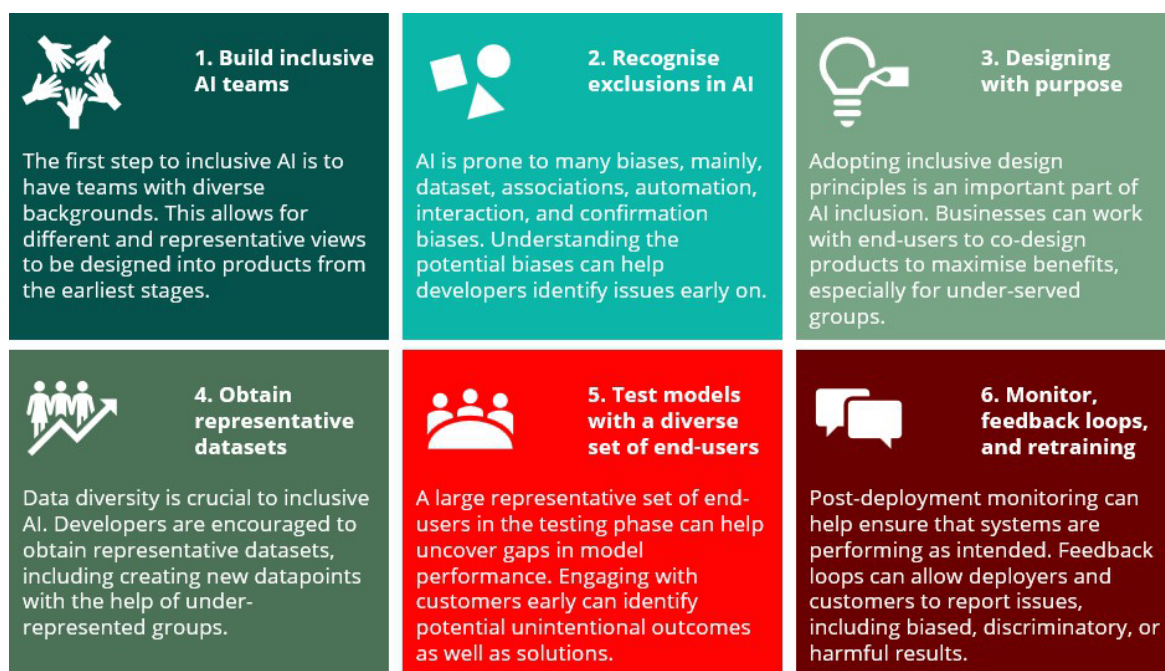 1. Build inclusive
AI teams
The first step to inclusive AI is to
have teams with diverse
backgrounds. This allows for
different and representative views
to be designed into products from
the earliest stages.
2. Recognise
exclusions in AI
AI is prone to many biases, mainly,
dataset, associations, automation,
interaction, and confirmation
biases. Understanding the
potential biases can help
developers identify issues early on.
3. Designing
with purpose
Adopting inclusive design
principles is an important part of
AI inclusion. Businesses can work
with end-users to co-design
products to maximise benefits,
especially for under-served
groups.
4. Obtain
representative
datasets
Data diversity is crucial to inclusive
AI. Developers are encouraged to
obtain representative datasets,
including creating new datapoints
with the help of under-
represented groups.
5. Test models
with a diverse
set of end-users
A large representative set of end-
users in the testing phase can help
uncover gaps in model
performance. Engaging with
customers early can identify
potential unintentional outcomes
as well as solutions.
6. Monitor,
feedback loops,
and retraining
Post-deployment monitoring can
help ensure that systems are
performing as intended. Feedback
loops can allow deployers and
customers to report issues,
including biased, discriminatory, or
harmful results.